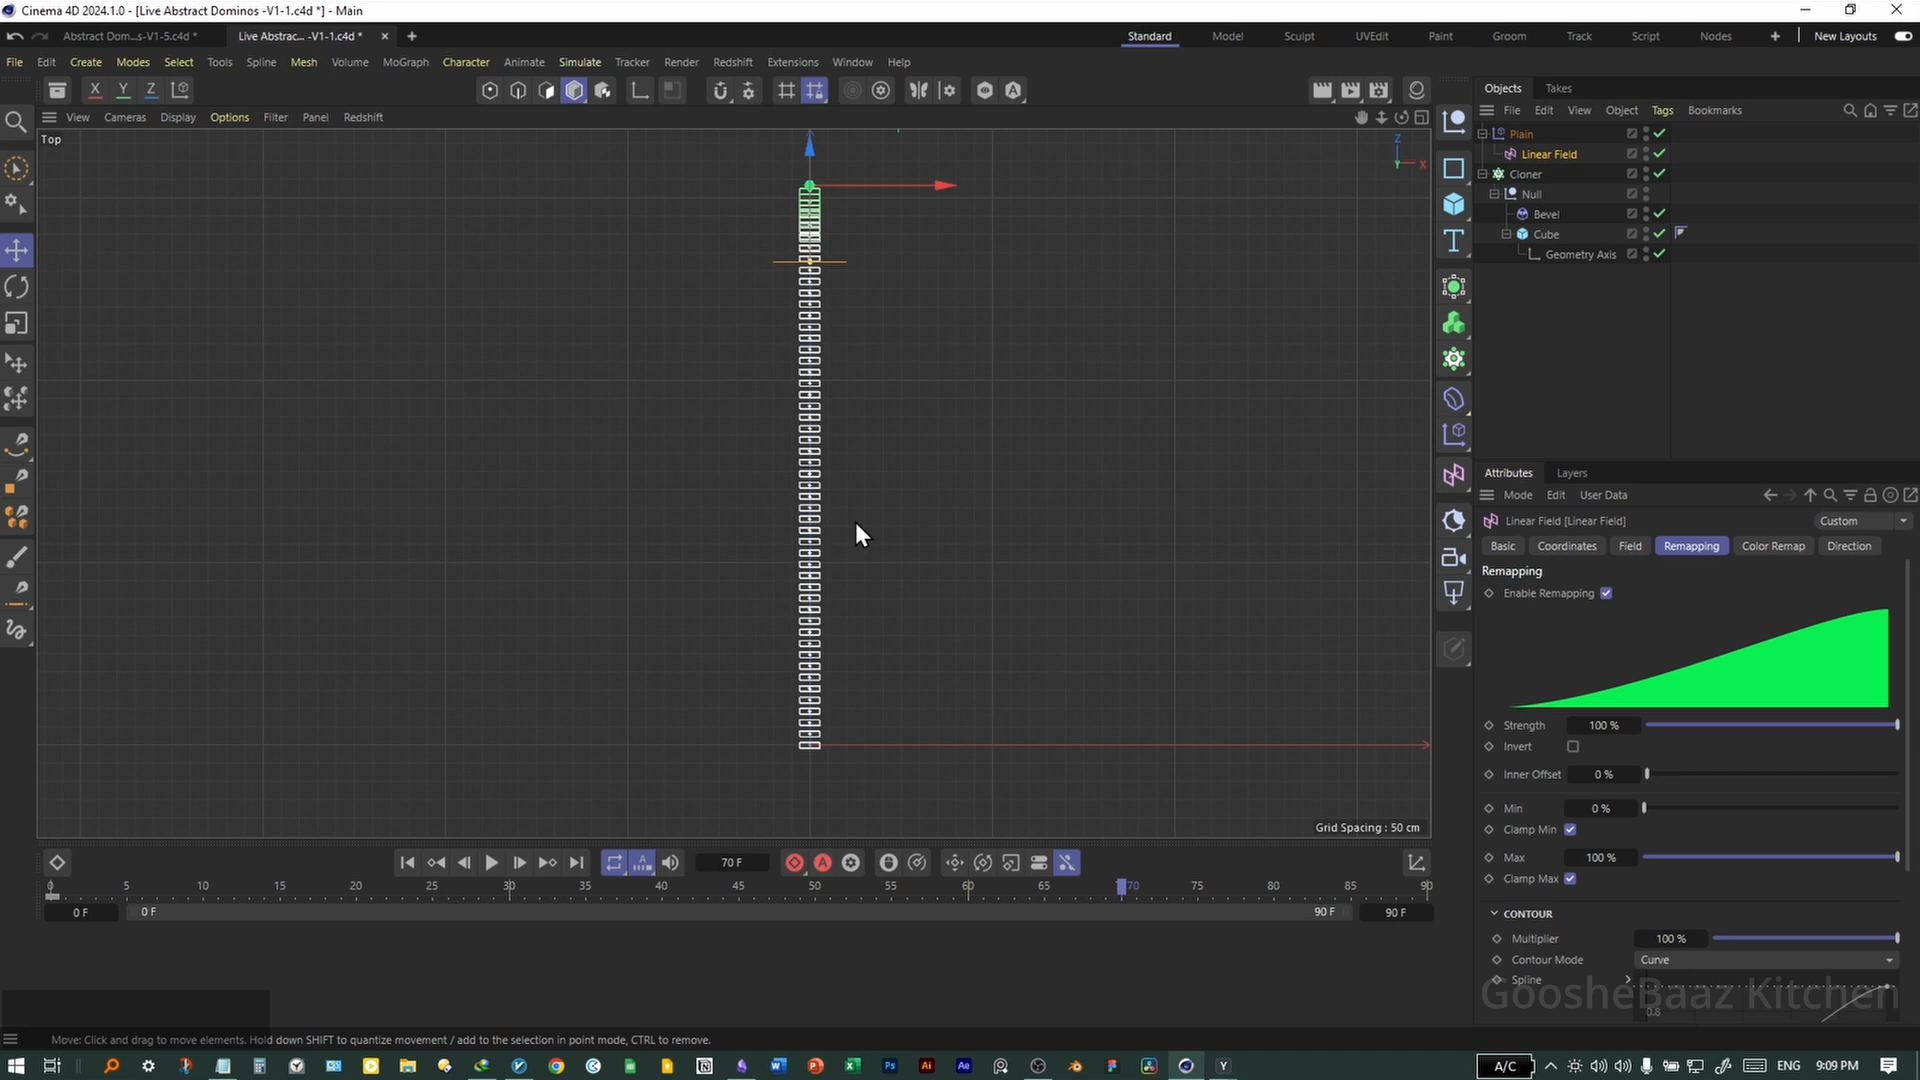 Cinema 4D 2024.1.0 - [Live Abstract Dominos -V1-1.c4d *] - Main
Abstract Dom...s-V1-5.c4d *
Live Abstrac... -V1-1.c4d *
Standard
Model
Sculpt
UVEdit
Paint
Groom
Track
Script
Nodes
New Layouts
File Edit Create Modes Select Tools Spline Mesh Volume MoGraph Character Animate Simulate Tracker Render Redshift Extensions Window Help
X Y Z
Objects Takes
View Cameras Display Options Filter Panel Redshift
File Edit View Object Tags Bookmarks
Top
Z
Y X
Plain
Linear Field
Cloner
Null
Bevel
Cube
Geometry Axis
Attributes Layers
Mode Edit User Data
Linear Field [Linear Field]
Custom
Basic Coordinates Field Remapping Color Remap Direction
Remapping
Enable Remapping
Strength 100 %
Invert
Inner Offset 0 %
Min 0 %
Clamp Min
Max 100 %
Clamp Max
CONTOUR
Multiplier 100 %
Contour Mode Curve
Spline
0.8
GoosheBaaz Kitchen
Grid Spacing : 50 cm
70 F
0 5 10 15 20 25 30 35 40 45 50 55 60 65 70 75 80 85 90
0 F 0 F 90 F 90 F
Move: Click and drag to move elements. Hold down SHIFT to quantize movement / add to the selection in point mode, CTRL to remove.
A/C
ENG
9:09 PM